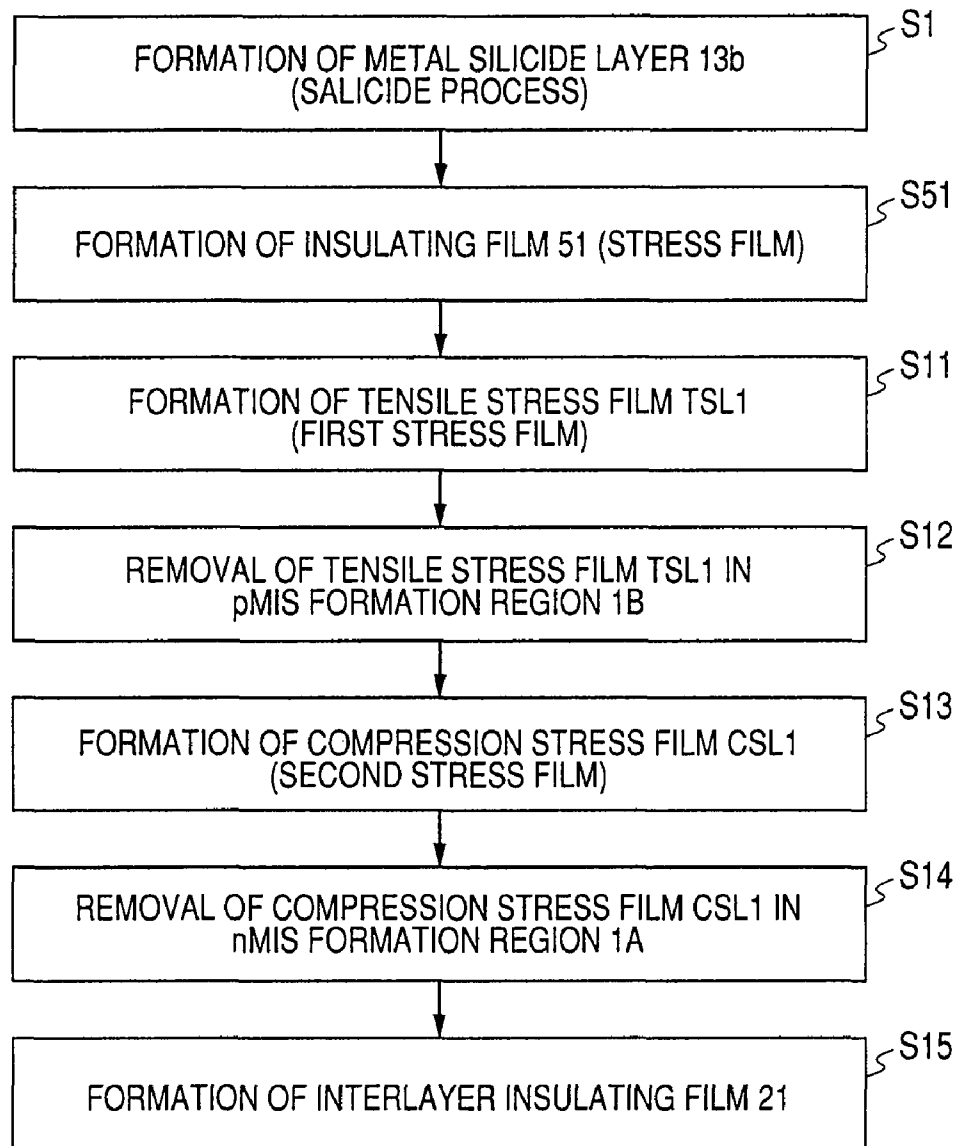 S1
FORMATION OF METAL SILICIDE LAYER 13b
(SALICIDE PROCESS)
S51
FORMATION OF INSULATING FILM 51 (STRESS FILM)
S11
FORMATION OF TENSILE STRESS FILM TSL1
(FIRST STRESS FILM)
S12
REMOVAL OF TENSILE STRESS FILM TSL1 IN
pMIS FORMATION REGION 1B
S13
FORMATION OF COMPRESSION STRESS FILM CSL1
(SECOND STRESS FILM)
S14
REMOVAL OF COMPRESSION STRESS FILM CSL1 IN
nMIS FORMATION REGION 1A
S15
FORMATION OF INTERLAYER INSULATING FILM 21